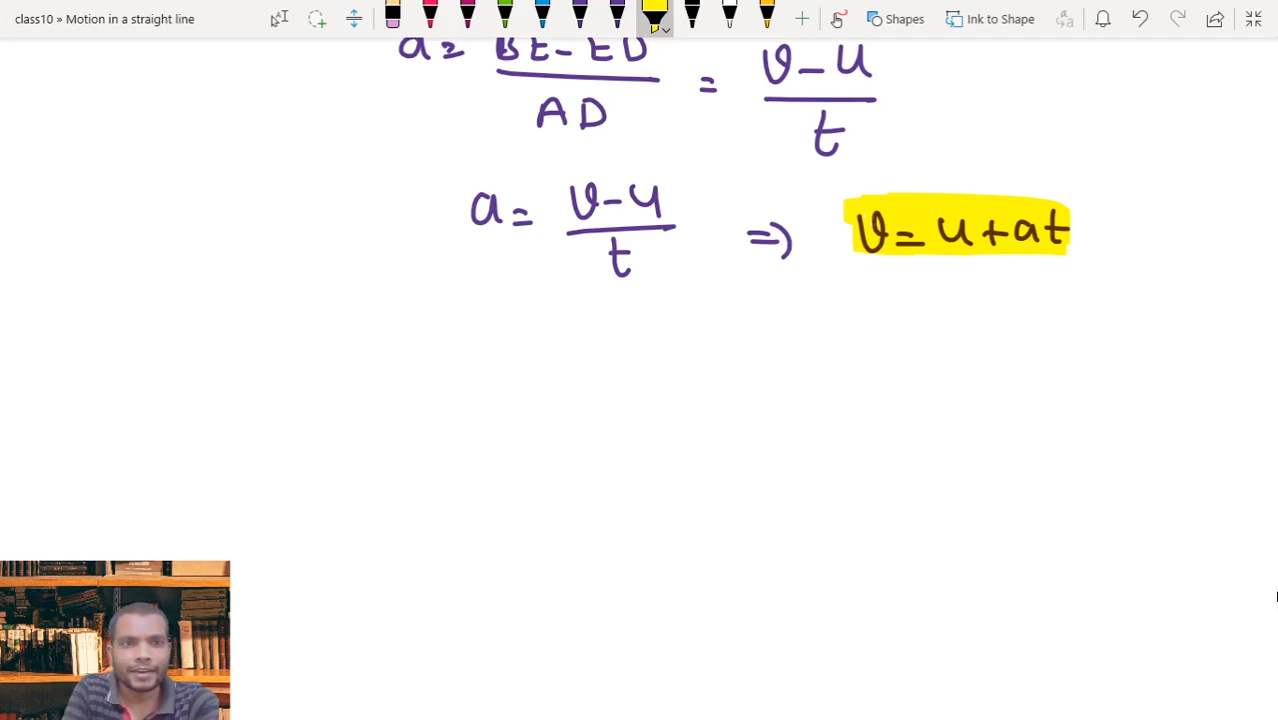 class10 » Motion in a straight line
Shapes
Ink to Shape
a = BE - ED / AD = v - u / t
a = v - u / t ⇒ v = u + at